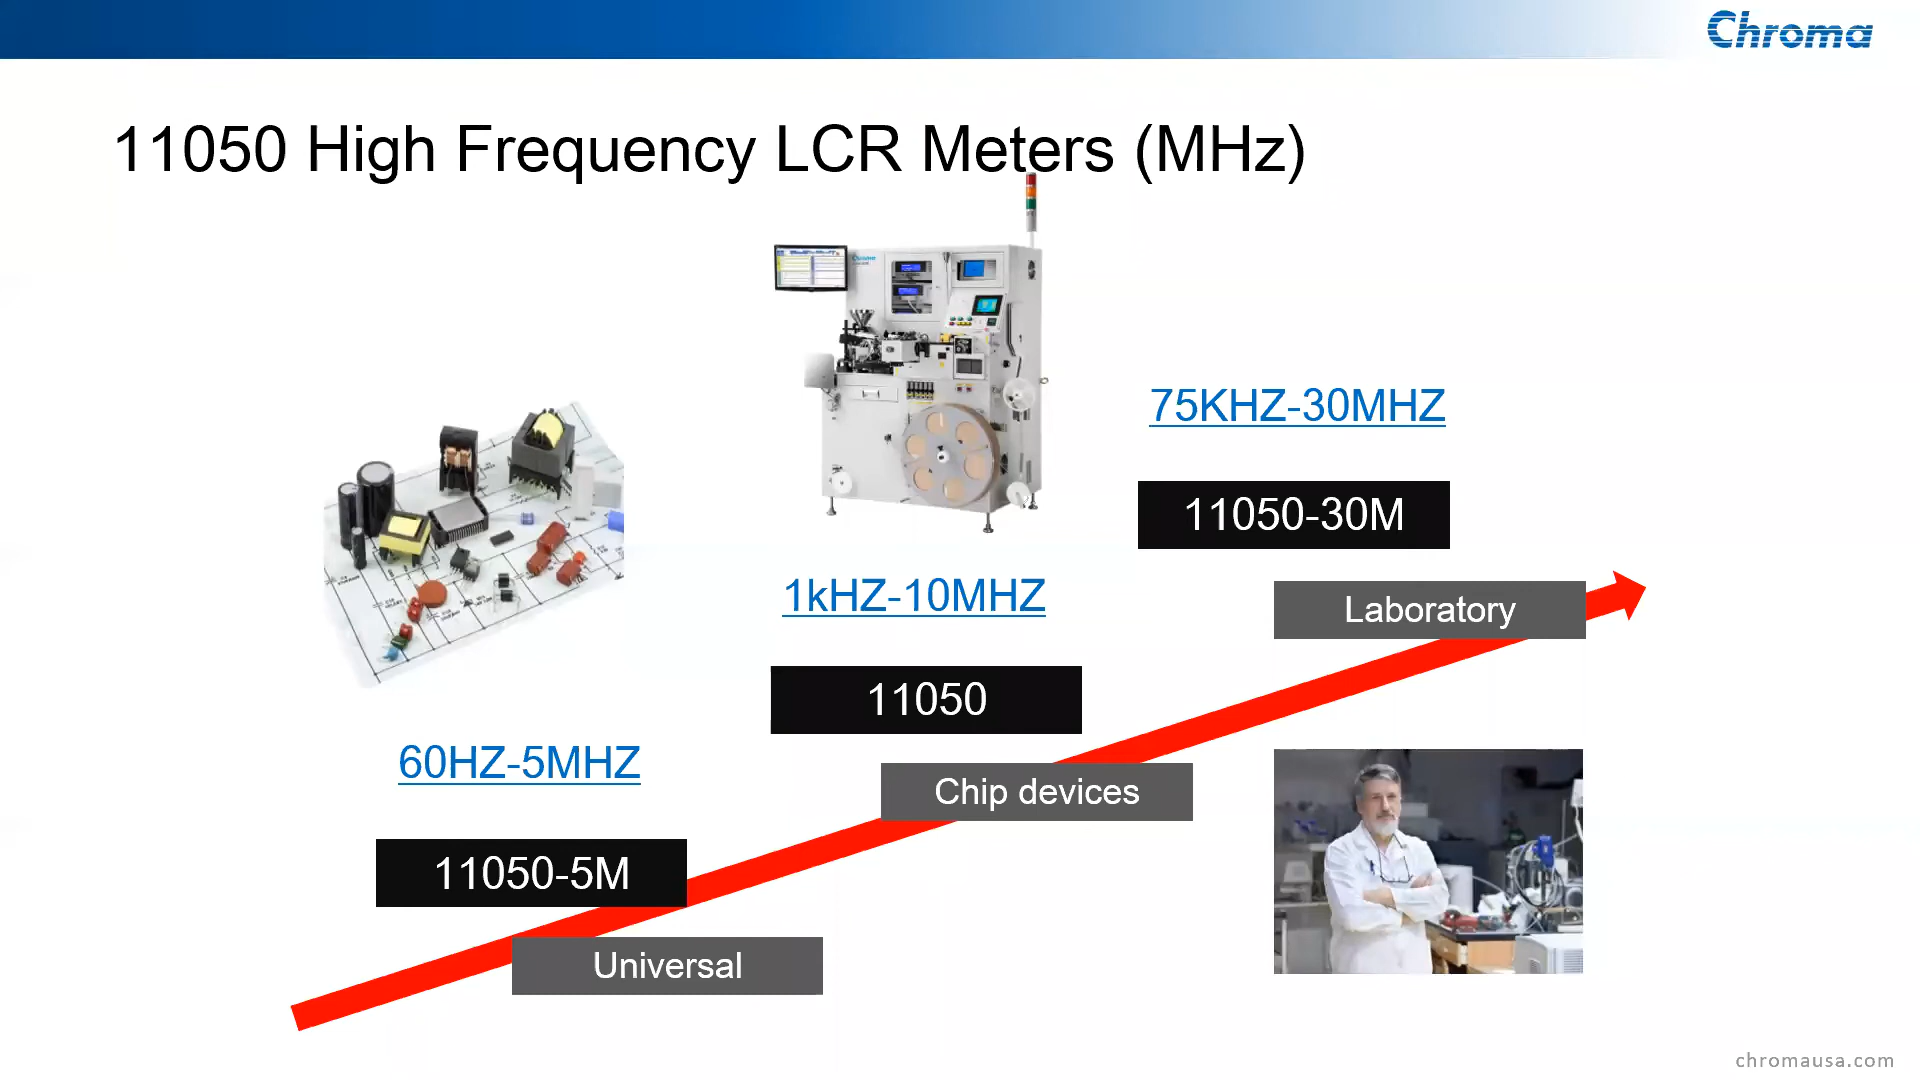 Chroma
11050 High Frequency LCR Meters (MHz)
75KHZ-30MHZ
11050-30M
Laboratory
1kHZ-10MHZ
11050
Chip devices
60HZ-5MHZ
11050-5M
Universal
chromausa.com